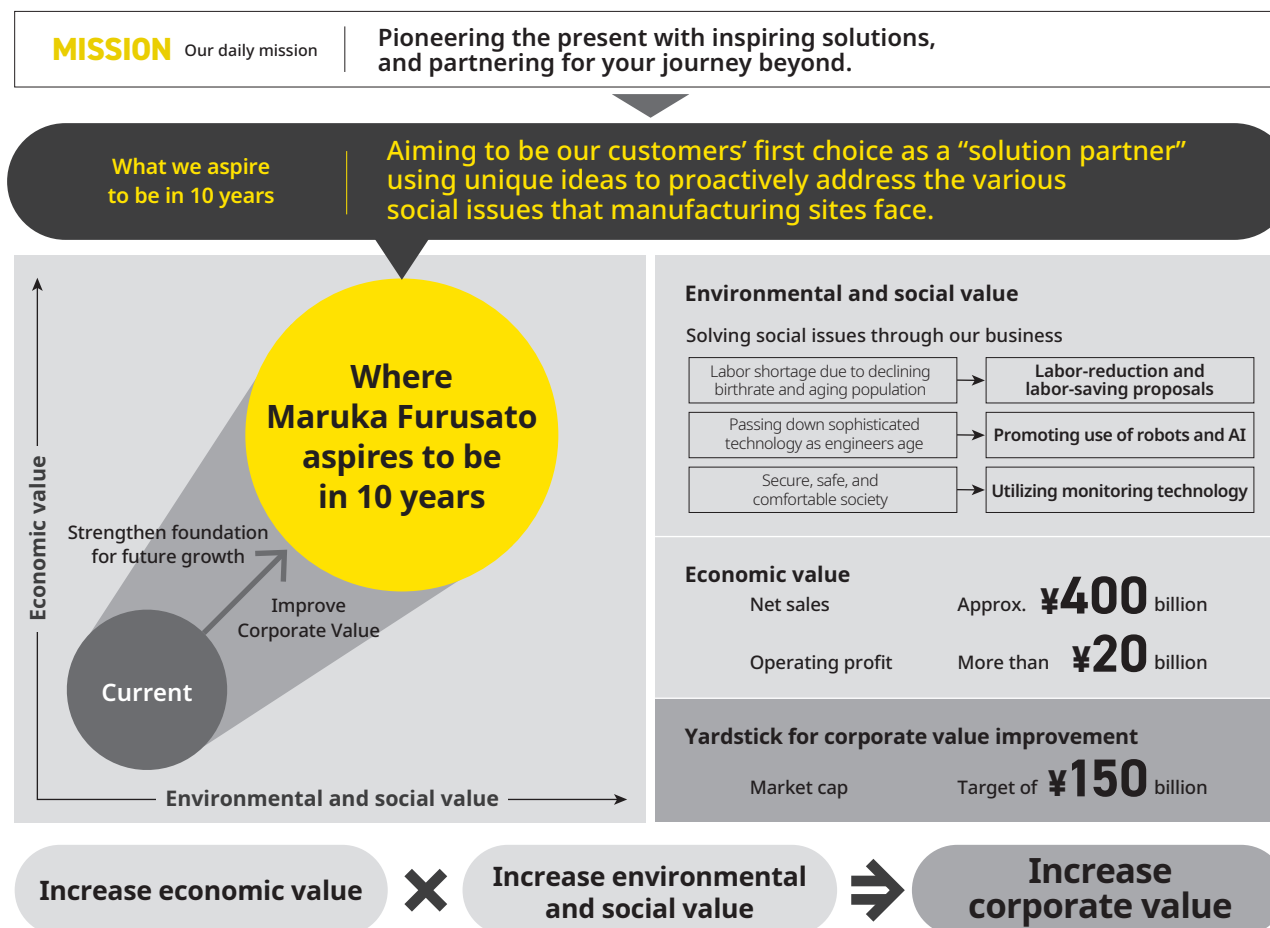 MISSION Our daily mission
Pioneering the present with inspiring solutions,
and partnering for your journey beyond.
What we aspire
to be in 10 years
Aiming to be our customers’ first choice as a “solution partner”
using unique ideas to proactively address the various
social issues that manufacturing sites face.
Economic value
Where
Maruka Furusato
aspires to be
in 10 years
Strengthen foundation
for future growth
Improve
Corporate Value
Current
Environmental and social value
Environmental and social value
Solving social issues through our business
Labor shortage due to declining
birthrate and aging population
Labor-reduction and
labor-saving proposals
Passing down sophisticated
technology as engineers age
Promoting use of robots and AI
Secure, safe, and
comfortable society
Utilizing monitoring technology
Economic value
Net sales Approx. ¥400 billion
Operating profit More than ¥20 billion
Yardstick for corporate value improvement
Market cap Target of ¥150 billion
Increase economic value
Increase environmental
and social value
Increase
corporate value